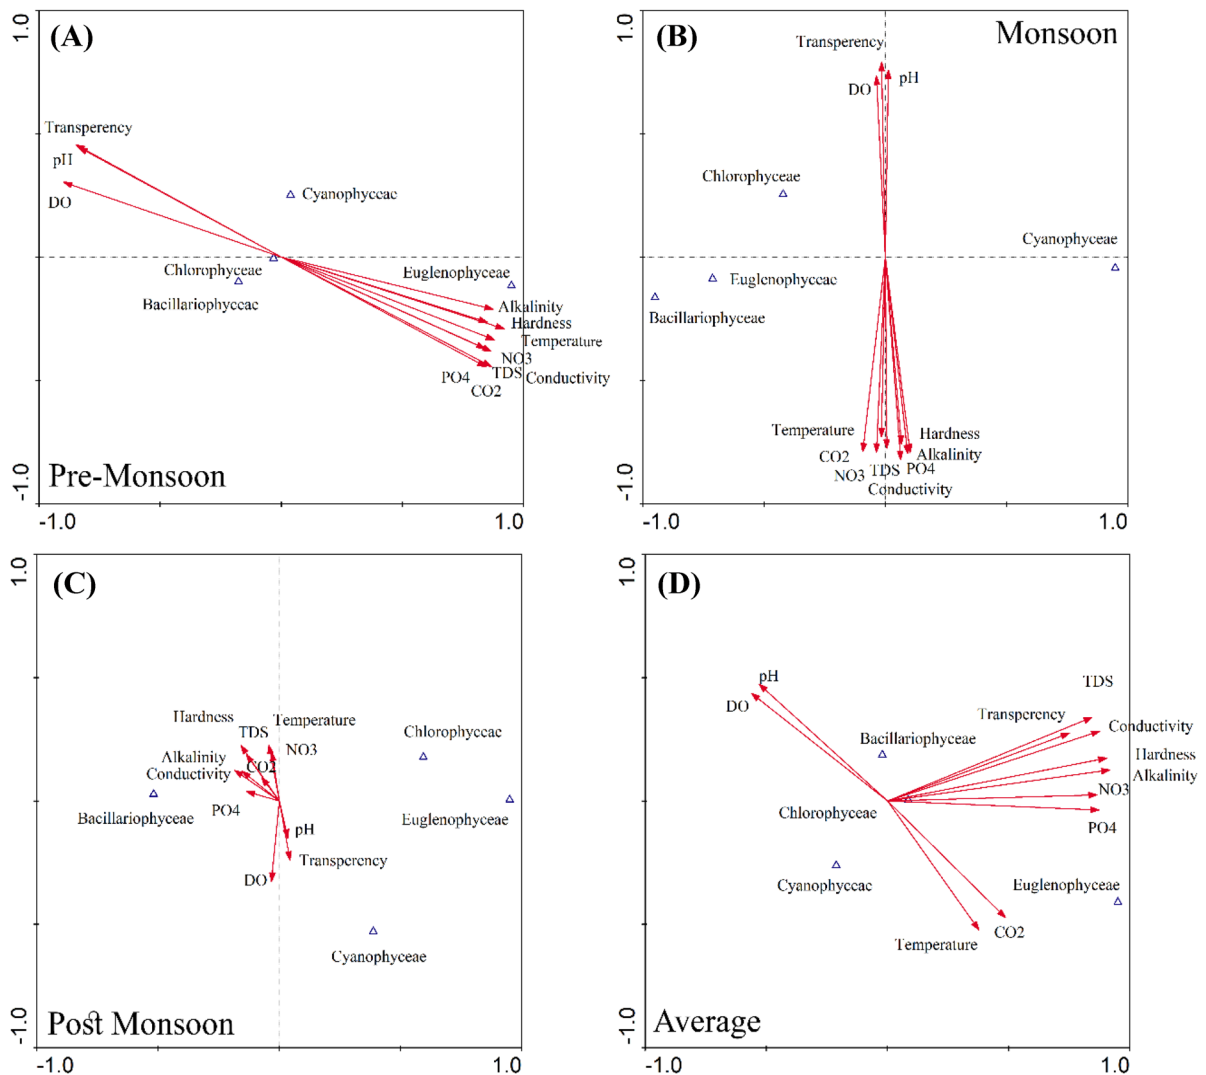 1.0
(A)
Transperency
pH
DO
Cyanophyceae
Chlorophyceae
Bacillariophyceae
Euglenophyceae
Alkalinity
Hardness
Temperature
NO3
PO4
TDS
Conductivity
CO2
Pre-Monsoon
-1.0
-1.0
1.0
1.0
(B)
Monsoon
Transperency
pH
DO
Chlorophyceae
Cyanophyceae
Euglenophyceae
Bacillariophyceae
Temperature
Hardness
CO2
Alkalinity
NO3
TDS
PO4
Conductivity
-1.0
-1.0
1.0
1.0
(C)
Hardness
Temperature
TDS
NO3
Chlorophyceae
Alkalinity
CO2
Conductivity
PO4
Bacillariophyceae
Euglenophyceae
pH
Transperency
DO
Cyanophyceae
Post Monsoon
-1.0
-1.0
1.0
1.0
(D)
pH
DO
TDS
Transperency
Conductivity
Bacillariophyceae
Hardness
Alkalinity
NO3
Chlorophyceae
PO4
Cyanophyceae
Euglenophyceae
CO2
Temperature
Average
-1.0
-1.0
1.0